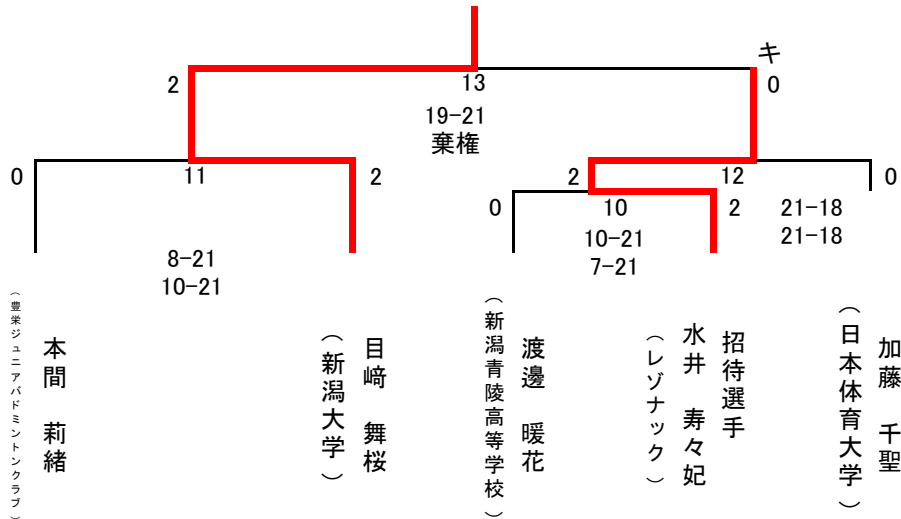 キ
2
13
0
19-21
棄権
0
11
2
2
12
0
0
10
2
21-18
21-18
10-21
7-21
8-21
10-21
本間 莉緒
（豊栄ジュニアバドミントンクラブ）
目﨑 舞桜
（新潟大学）
渡邊 暖花
（新潟青陵高等学校）
招待選手
水井 寿々妃
（レゾナック）
加藤 千聖
（日本体育大学）